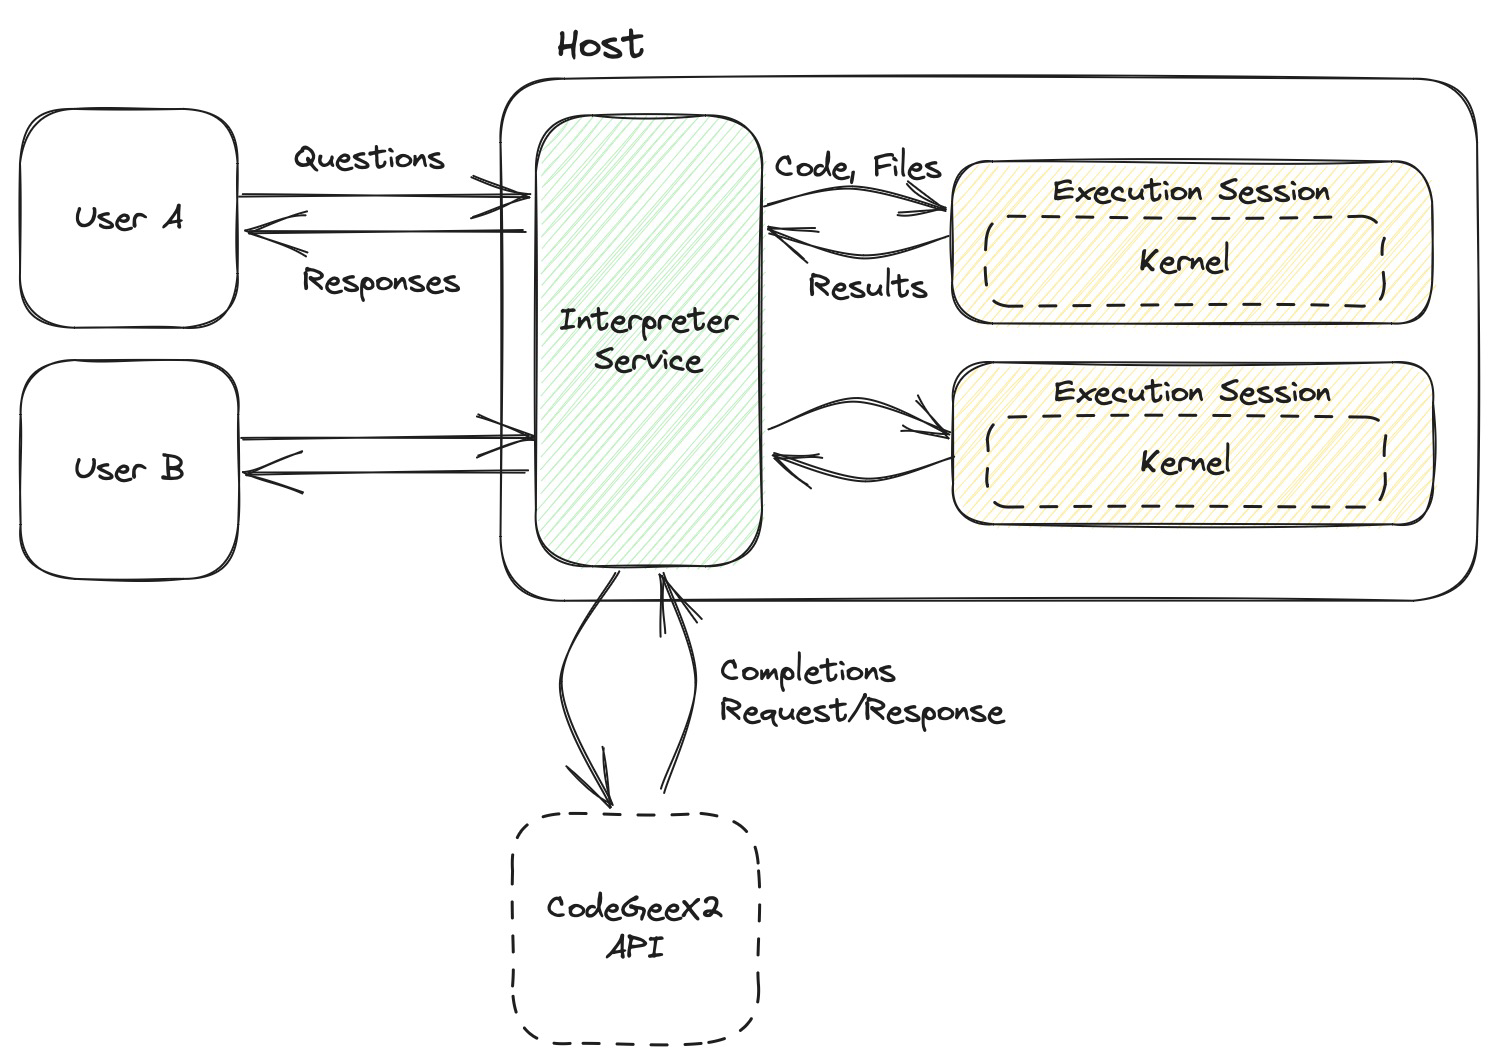 Host
User A
Questions
Responses
Interpreter
Service
Code, Files
Results
Execution Session
Kernel
User B
Execution Session
Kernel
Completions
Request/Response
CodeGeeX2
API